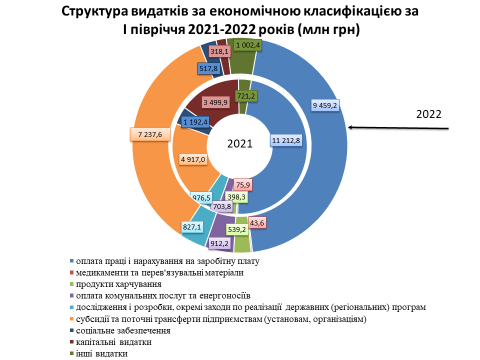 Структура видатків за економічною класифікацією за
І півріччя 2021-2022 років (млн грн)
1 002,4
318,1
517,8
9 459,2
721,2
3 499,9
2022
1 192,4
7 237,6
2021
11 212,8
4 917,0
75,9
976,5
398,3
703,8
43,6
827,1
539,2
912,2
оплата праці і нарахування на заробітну плату
медикаменти та перев'язувальні матеріали
продукти харчування
оплата комунальних послуг та енергоносіїв
дослідження і розробки, окремі заходи по реалізації державних (регіональних) програм
субсидії та поточні трансферти підприємствам (установам, організаціям)
соціальне забезпечення
капітальні видатки
інші видатки